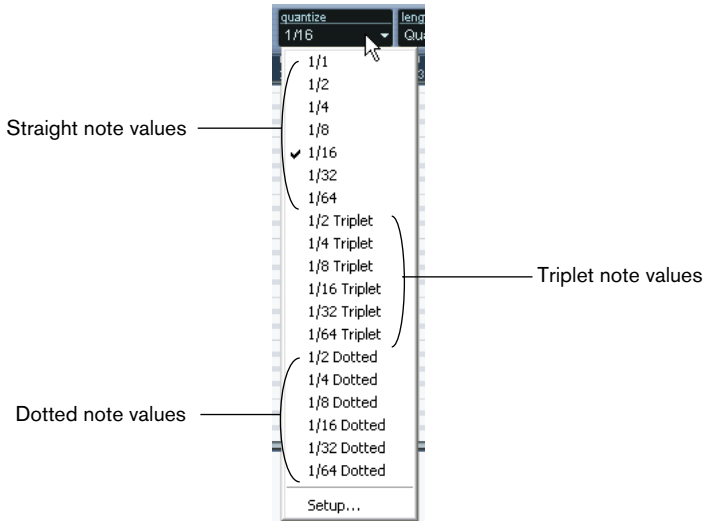 quantize
1/16
1/1
1/2
1/4
1/8
1/16
1/32
1/64
1/2 Triplet
1/4 Triplet
1/8 Triplet
1/16 Triplet
1/32 Triplet
1/64 Triplet
1/2 Dotted
1/4 Dotted
1/8 Dotted
1/16 Dotted
1/32 Dotted
1/64 Dotted
Setup...
Straight note values
Triplet note values
Dotted note values